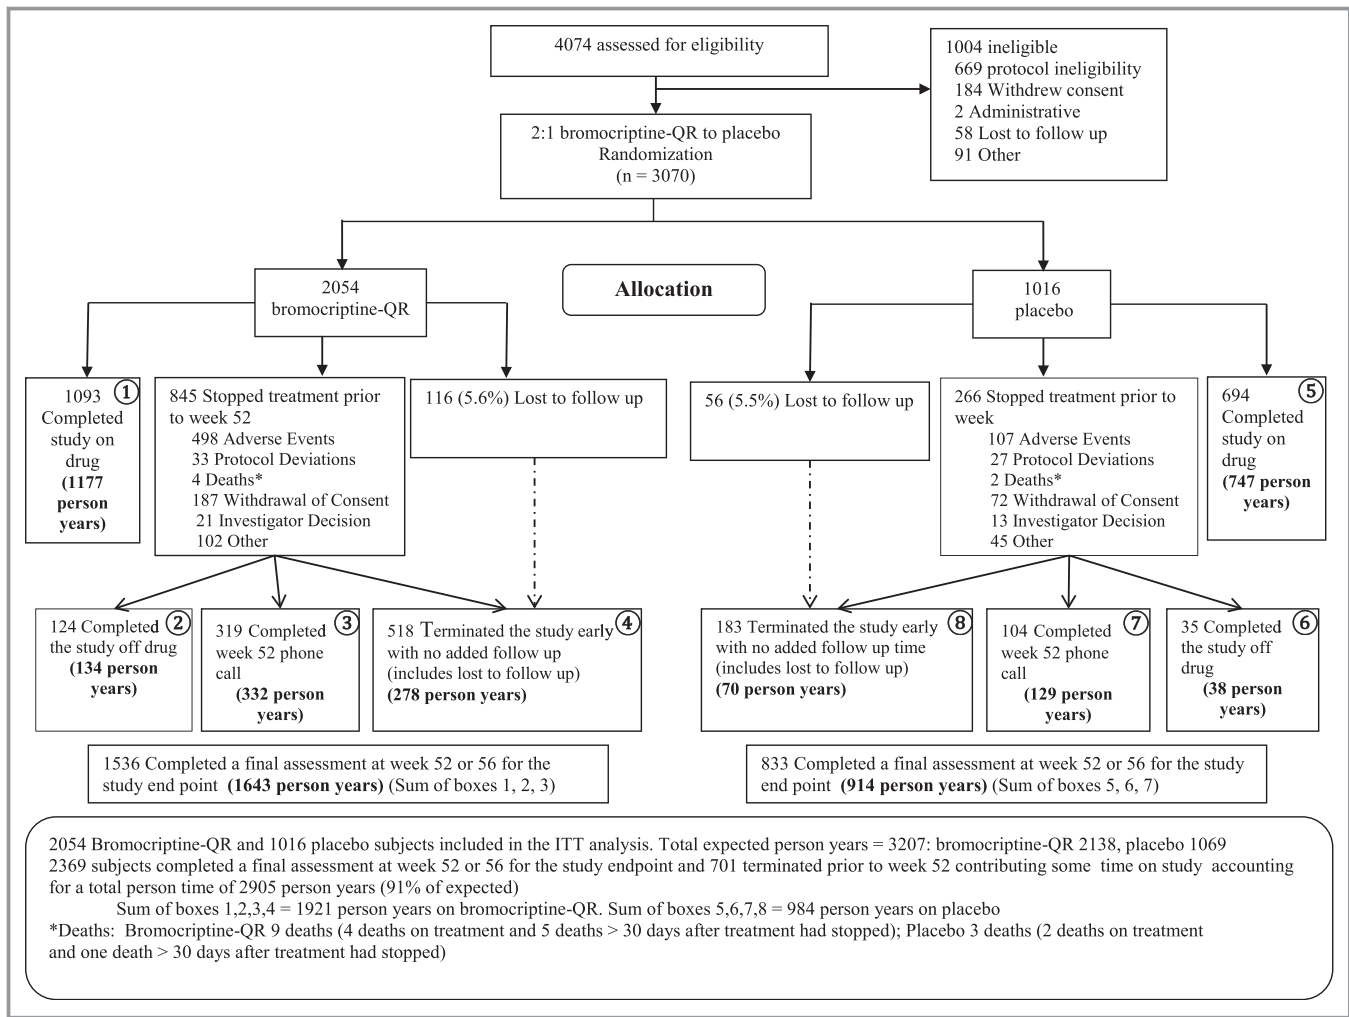 4074 assessed for eligibility
1004 ineligible
669 protocol ineligibility
184 Withdrew consent
2 Administrative
58 Lost to follow up
91 Other
2:1 bromocriptine-QR to placebo
Randomization
(n = 3070)
Allocation
2054
bromocriptine-QR
1016
placebo
1
1093
Completed
study on
drug
(1177
person
years)
845 Stopped treatment prior
to week 52
498 Adverse Events
33 Protocol Deviations
4 Deaths*
187 Withdrawal of Consent
21 Investigator Decision
102 Other
116 (5.6%) Lost to follow up
56 (5.5%) Lost to follow up
266 Stopped treatment prior to
week
107 Adverse Events
27 Protocol Deviations
2 Deaths*
72 Withdrawal of Consent
13 Investigator Decision
45 Other
5
694
Completed
study on
drug
(747 person
years)
2
124 Completed
the study off drug
(134 person
years)
3
319 Completed
week 52 phone
call
(332 person
years)
4
518 Terminated the study early
with no added follow up
(includes lost to follow up)
(278 person years)
8
183 Terminated the study early
with no added follow up time
(includes lost to follow up)
(70 person years)
7
104 Completed
week 52 phone
call
(129 person
years)
6
35 Completed
the study off
drug
(38 person
years)
1536 Completed a final assessment at week 52 or 56 for the
study end point (1643 person years) (Sum of boxes 1, 2, 3)
833 Completed a final assessment at week 52 or 56 for the study
end point (914 person years) (Sum of boxes 5, 6, 7)
2054 Bromocriptine-QR and 1016 placebo subjects included in the ITT analysis. Total expected person years = 3207: bromocriptine-QR 2138, placebo 1069
2369 subjects completed a final assessment at week 52 or 56 for the study endpoint and 701 terminated prior to week 52 contributing some time on study accounting
for a total person time of 2905 person years (91% of expected)
Sum of boxes 1,2,3,4 = 1921 person years on bromocriptine-QR. Sum of boxes 5,6,7,8 = 984 person years on placebo
*Deaths: Bromocriptine-QR 9 deaths (4 deaths on treatment and 5 deaths > 30 days after treatment had stopped); Placebo 3 deaths (2 deaths on treatment
and one death > 30 days after treatment had stopped)